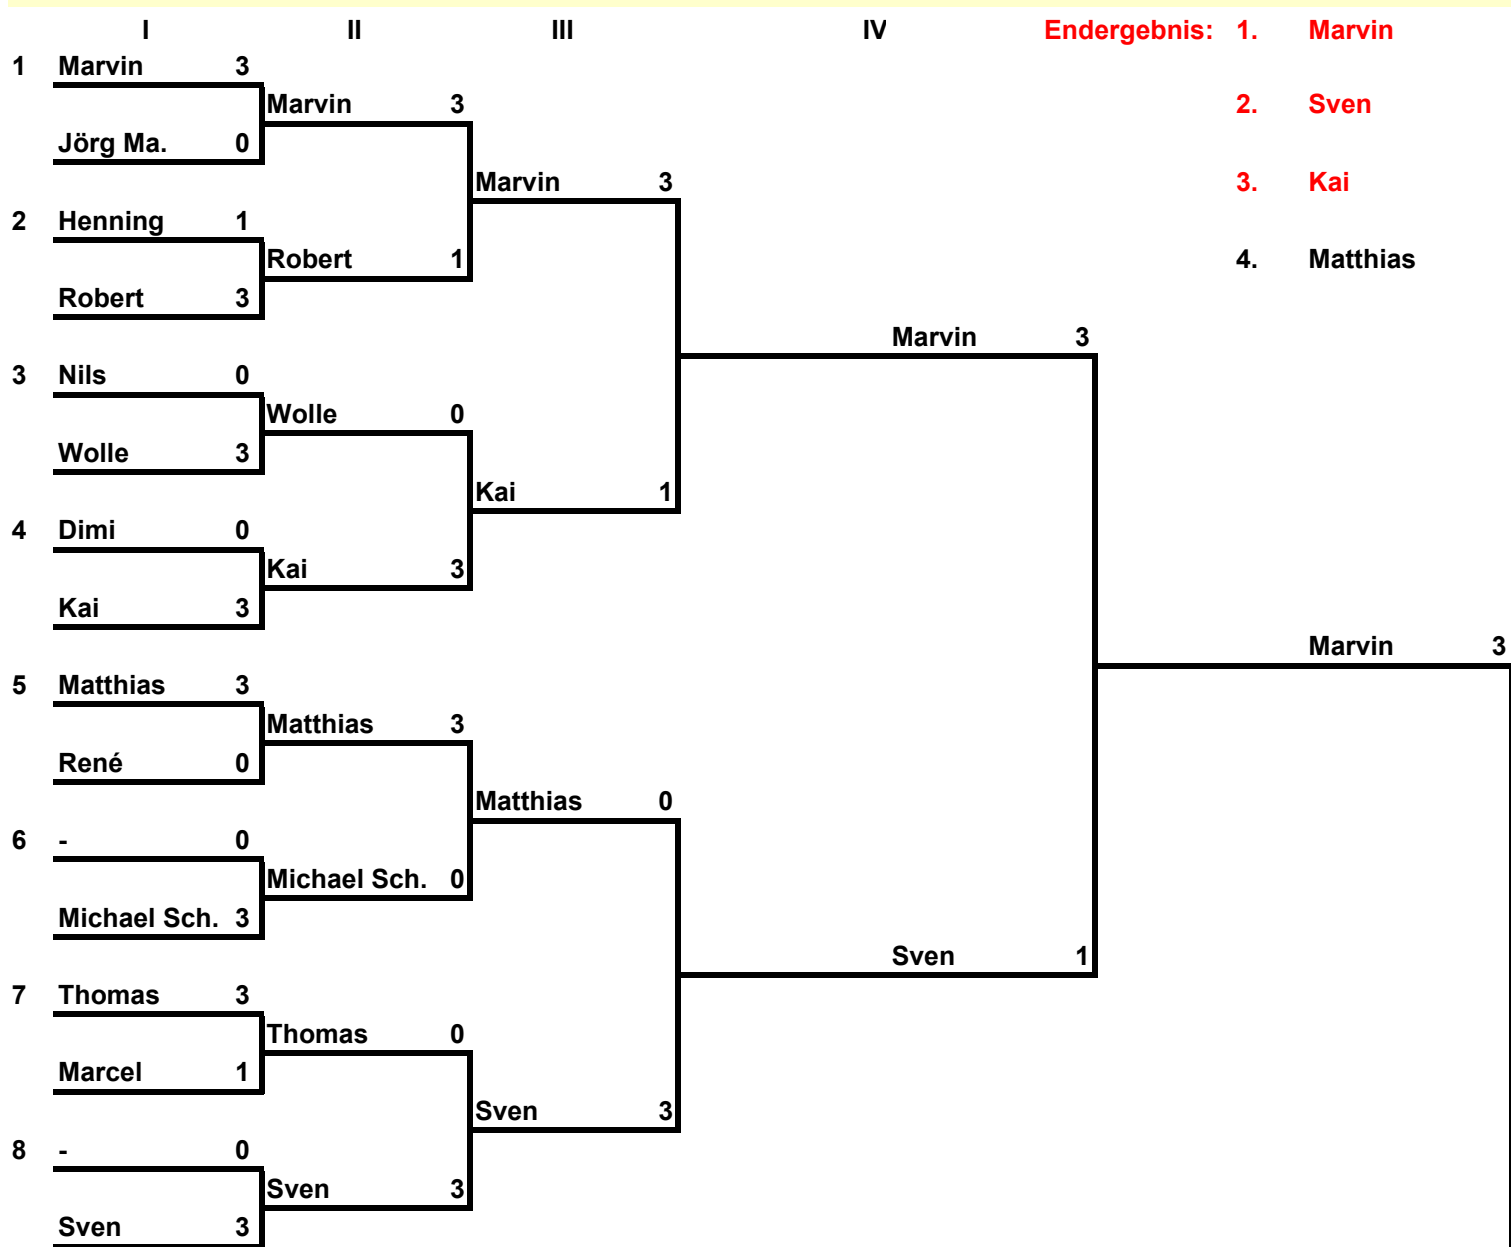 I II III IV Endergebnis: 1. Marvin
1 Marvin 3
Marvin 3 2. Sven
Jörg Ma. 0
Marvin 3 3. Kai
2 Henning 1
Robert 1 4. Matthias
Robert 3
Marvin 3
3 Nils 0
Wolle 0
Wolle 3
Kai 1
4 Dimi 0
Kai 3
Kai 3
Marvin 3
5 Matthias 3
Matthias 3
René 0
Matthias 0
6 - 0
Michael Sch. 0
Michael Sch. 3
Sven 1
7 Thomas 3
Thomas 0
Marcel 1
Sven 3
8 - 0
Sven 3
Sven 3